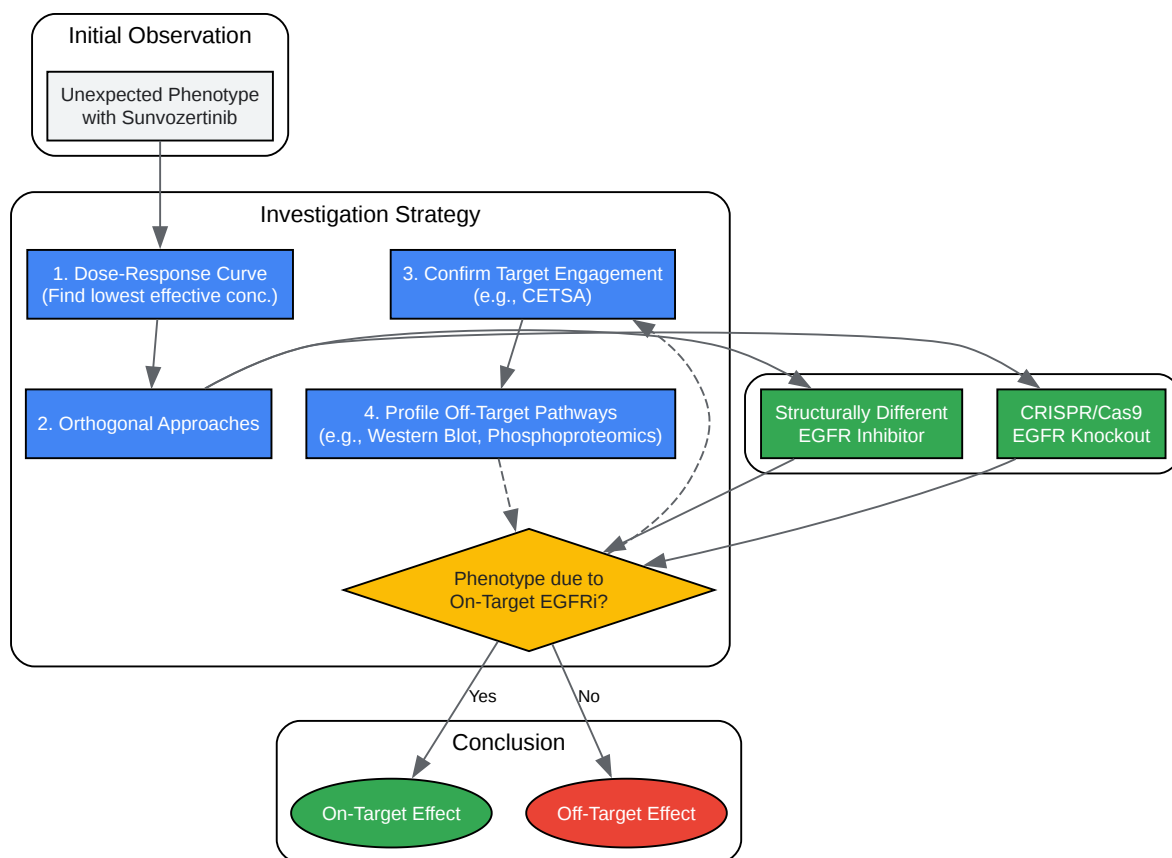 Initial Observation
Unexpected Phenotype
with Sunvozertinib
Investigation Strategy
1. Dose-Response Curve
(Find lowest effective conc.)
3. Confirm Target Engagement
(e.g., CETSA)
2. Orthogonal Approaches
4. Profile Off-Target Pathways
(e.g., Western Blot, Phosphoproteomics)
Structurally Different
EGFR Inhibitor
CRISPR/Cas9
EGFR Knockout
Phenotype due to
On-Target EGFRi?
Yes
No
Conclusion
On-Target Effect
Off-Target Effect